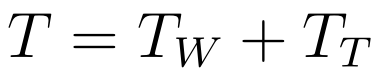 T = T_W + T_T